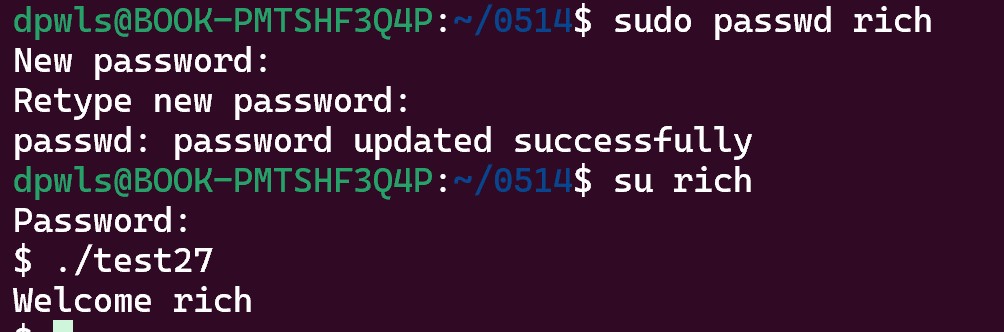 dpwls@BOOK-PMTSHF3Q4P:~/0514$ sudo passwd rich
New password:
Retype new password:
passwd: password updated successfully
dpwls@BOOK-PMTSHF3Q4P:~/0514$ su rich
Password:
$ ./test27
Welcome rich
$